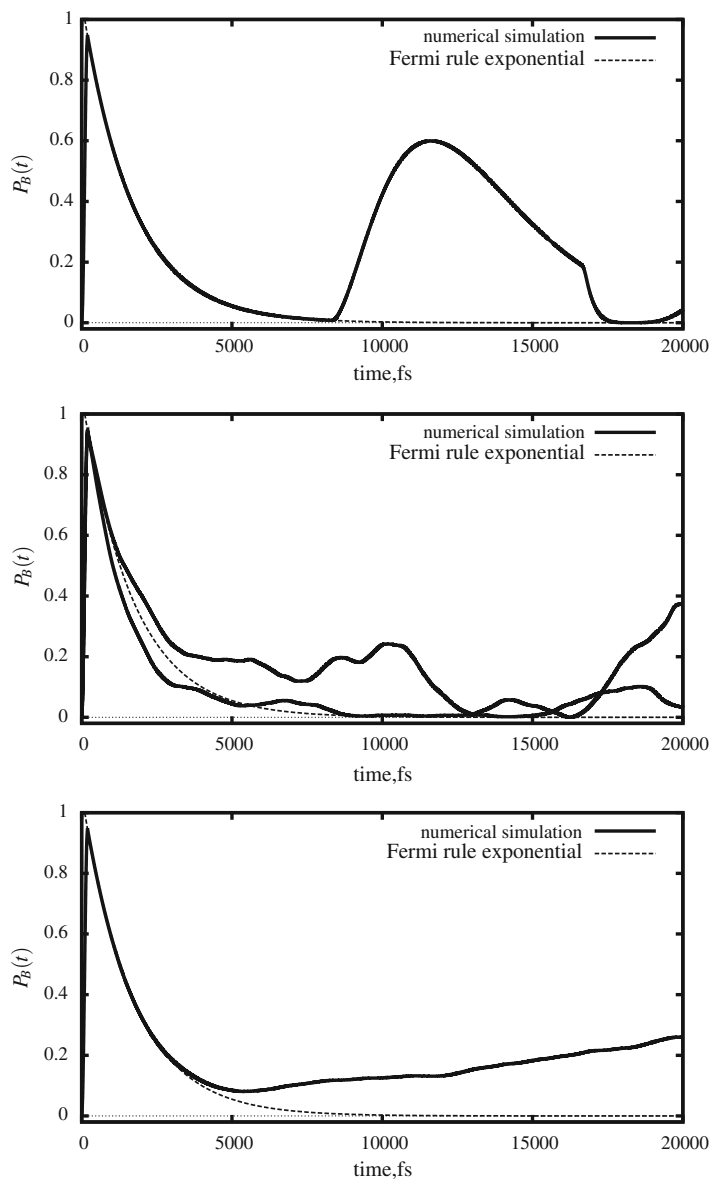 1
numerical simulation
Fermi rule exponential
0.8
0.6
P_B(t)
0.4
0.2
0
0 5000 10000 15000 20000
time,fs
1
numerical simulation
Fermi rule exponential
0.8
0.6
P_B(t)
0.4
0.2
0
0 5000 10000 15000 20000
time,fs
1
numerical simulation
Fermi rule exponential
0.8
0.6
P_B(t)
0.4
0.2
0
0 5000 10000 15000 20000
time,fs